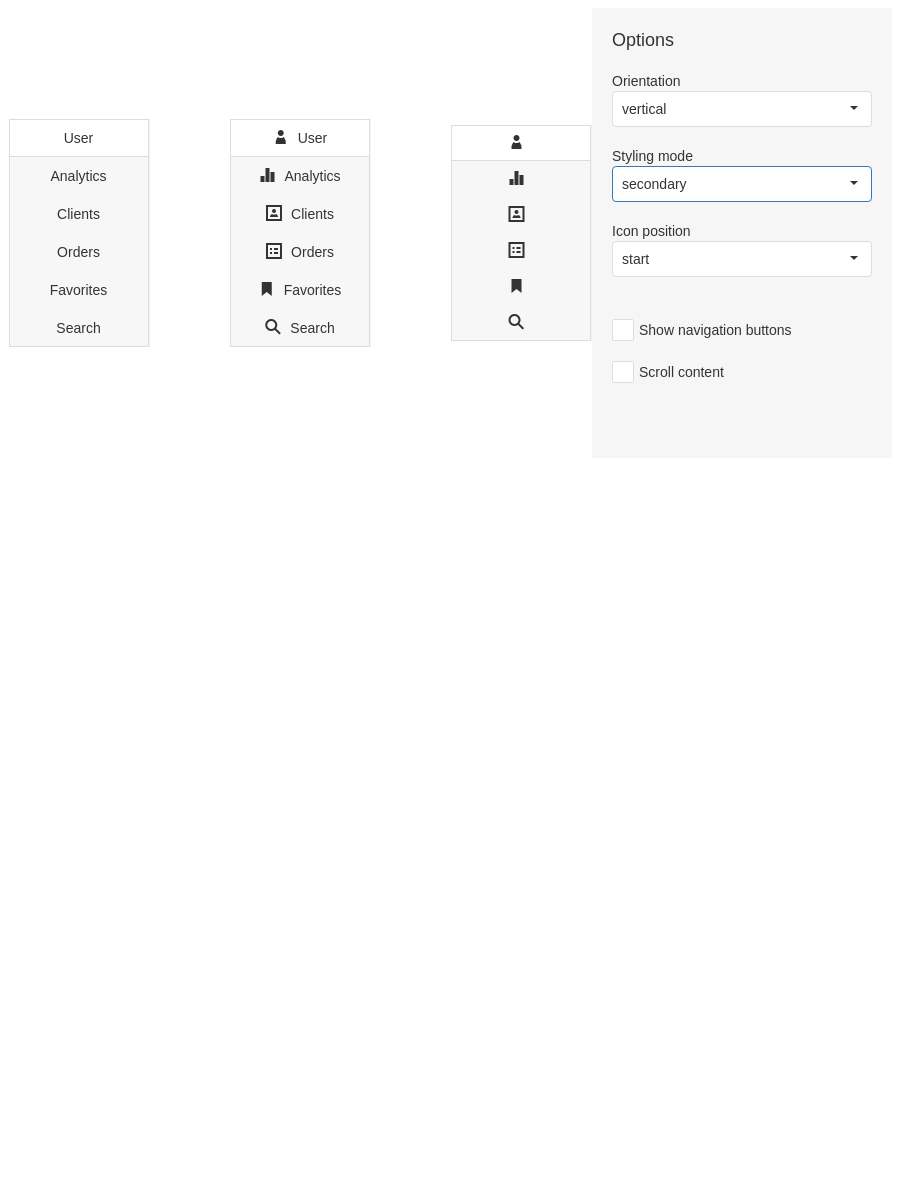 User
Analytics
Clients
Orders
Favorites
Search
User
Analytics
Clients
Orders
Favorites
Search
Options
Orientation
vertical
Styling mode
secondary
Icon position
start
Show navigation buttons
Scroll content